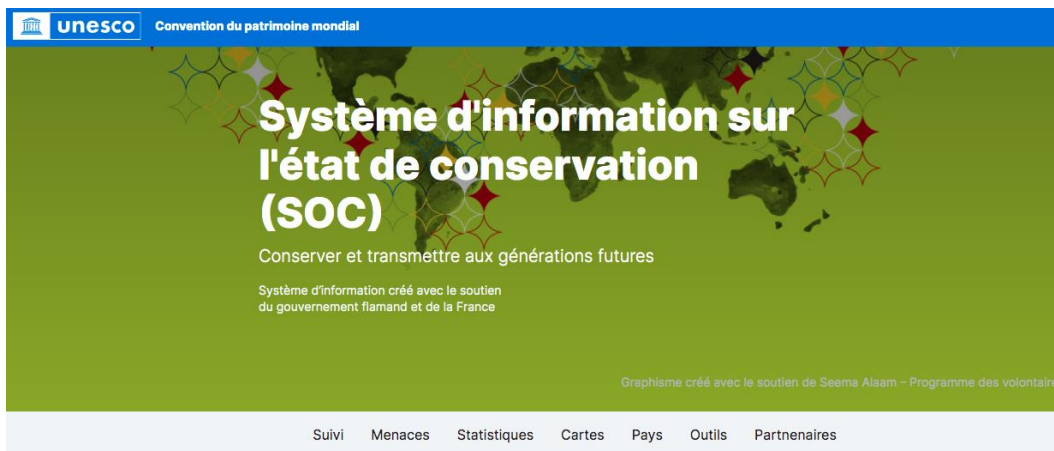 unesco Convention du patrimoine mondial
Système d'information sur
l'état de conservation
(SOC)
Conserver et transmettre aux générations futures
Système d'information créé avec le soutien
du gouvernement flamand et de la France
Graphisme créé avec le soutien de Seema Alaam – Programme des volontair
Suivi Menaces Statistiques Cartes Pays Outils Partenaires